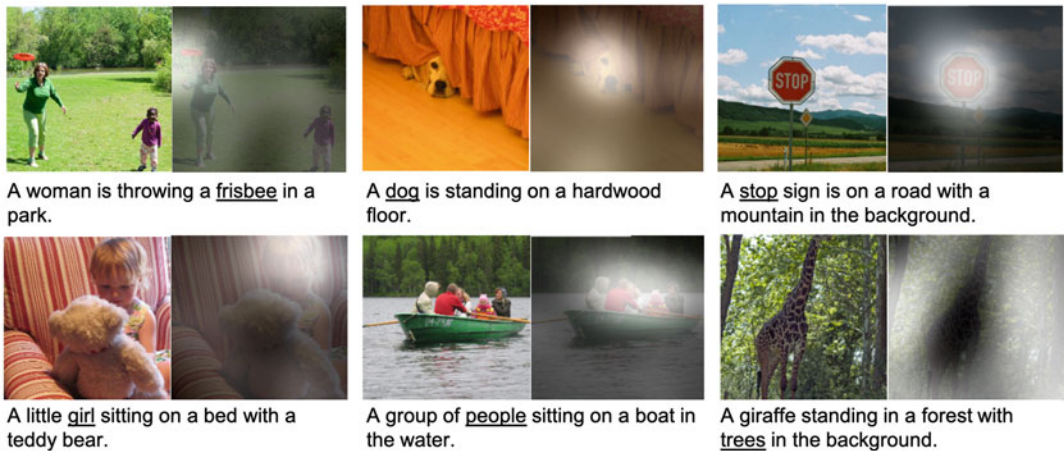 STOP
STOP
A woman is throwing a frisbee in a
park.
A dog is standing on a hardwood
floor.
A stop sign is on a road with a
mountain in the background.
A little girl sitting on a bed with a
teddy bear.
A group of people sitting on a boat in
the water.
A giraffe standing in a forest with
trees in the background.